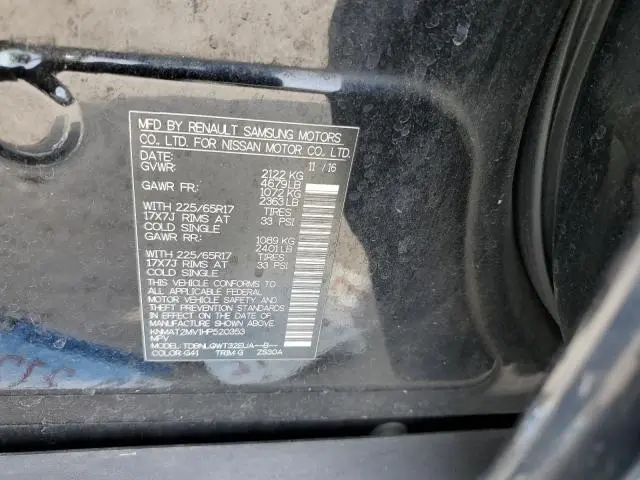 MFD BY RENAULT SAMSUNG MOTORS
CO. LTD. FOR NISSAN MOTOR CO. LTD.
DATE: 11 / 16
GVWR: 2122 KG
4679 LB
GAWR FR: 1072 KG
2363 LB
WITH 225/65R17 TIRES
17X7J RIMS AT 33 PSI
COLD SINGLE
GAWR RR: 1089 KG
2401 LB
WITH 225/65R17 TIRES
17X7J RIMS AT 33 PSI
COLD SINGLE
THIS VEHICLE CONFORMS TO
ALL APPLICABLE FEDERAL
MOTOR VEHICLE SAFETY AND
THEFT PREVENTION STANDARDS
IN EFFECT ON THE DATE OF
MANUFACTURE SHOWN ABOVE.
KNMAT2MV1HP520353
MPV
MODEL: TDBNLQWT32EUA--B--
COLOR G41 TRIM G ZS30A